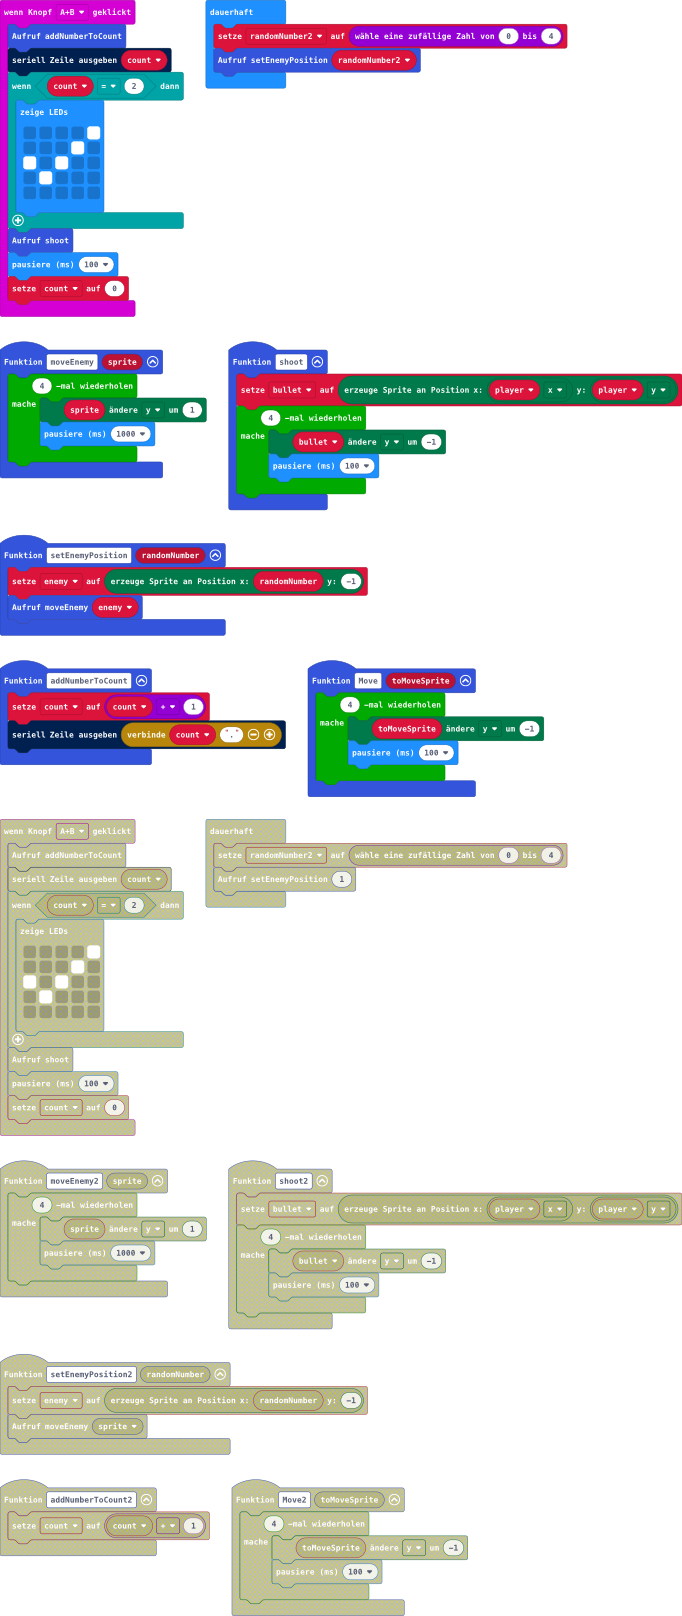 wenn Knopf A+B geklickt
Aufruf addNumberToCount
seriell Zeile ausgeben count
wenn count = 2 dann
zeige LEDs
Aufruf shoot
pausiere (ms) 100
setze count auf 0
dauerhaft
setze randomNumber2 auf wähle eine zufällige Zahl von 0 bis 4
Aufruf setEnemyPosition randomNumber2
Funktion moveEnemy sprite
4 -mal wiederholen
mache
sprite ändere y um 1
pausiere (ms) 1000
Funktion shoot
setze bullet auf erzeuge Sprite an Position x: player x y: player y
4 -mal wiederholen
mache
bullet ändere y um -1
pausiere (ms) 100
Funktion setEnemyPosition randomNumber
setze enemy auf erzeuge Sprite an Position x: randomNumber y: -1
Aufruf moveEnemy enemy
Funktion addNumberToCount
setze count auf count + 1
seriell Zeile ausgeben verbinde count "."
Funktion Move toMoveSprite
4 -mal wiederholen
mache
toMoveSprite ändere y um -1
pausiere (ms) 100
wenn Knopf A+B geklickt
Aufruf addNumberToCount
seriell Zeile ausgeben count
wenn count = 2 dann
zeige LEDs
Aufruf shoot
pausiere (ms) 100
setze count auf 0
dauerhaft
setze randomNumber2 auf wähle eine zufällige Zahl von 0 bis 4
Aufruf setEnemyPosition 1
Funktion moveEnemy2 sprite
4 -mal wiederholen
mache
sprite ändere y um 1
pausiere (ms) 1000
Funktion shoot2
setze bullet auf erzeuge Sprite an Position x: player x y: player y
4 -mal wiederholen
mache
bullet ändere y um -1
pausiere (ms) 100
Funktion setEnemyPosition2 randomNumber
setze enemy auf erzeuge Sprite an Position x: randomNumber y: -1
Aufruf moveEnemy sprite
Funktion addNumberToCount2
setze count auf count + 1
Funktion Move2 toMoveSprite
4 -mal wiederholen
mache
toMoveSprite ändere y um -1
pausiere (ms) 100